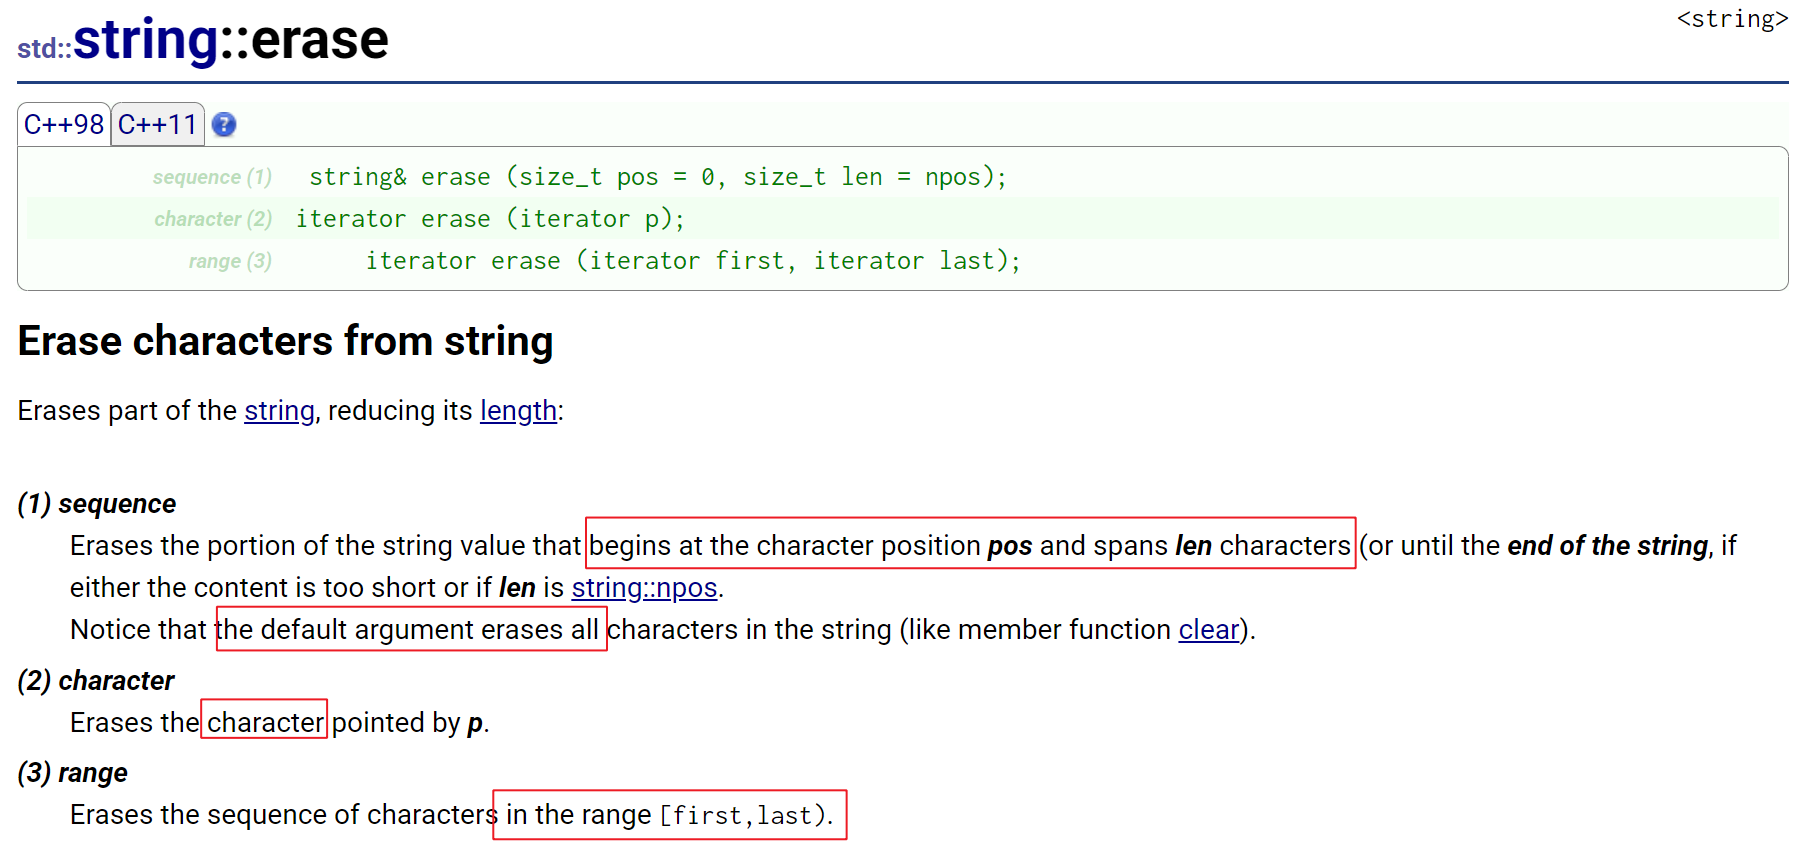 <string>
std::string::erase
C++98 C++11 ?
sequence (1) string& erase (size_t pos = 0, size_t len = npos);
character (2) iterator erase (iterator p);
range (3) iterator erase (iterator first, iterator last);
Erase characters from string
Erases part of the string, reducing its length:
(1) sequence
Erases the portion of the string value that begins at the character position pos and spans len characters (or until the end of the string, if
either the content is too short or if len is string::npos.
Notice that the default argument erases all characters in the string (like member function clear).
(2) character
Erases the character pointed by p.
(3) range
Erases the sequence of characters in the range [first,last).